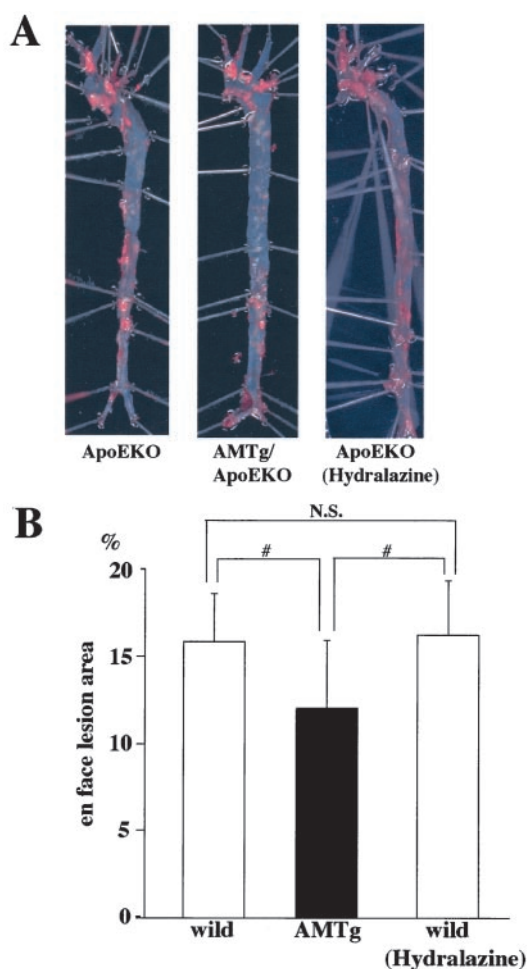 A
ApoEKO
AMTg/
ApoEKO
ApoEKO
(Hydralazine)
B
N.S.
%
# #
20
15
10
5
0
en face lesion area
wild
AMTg
wild
(Hydralazine)